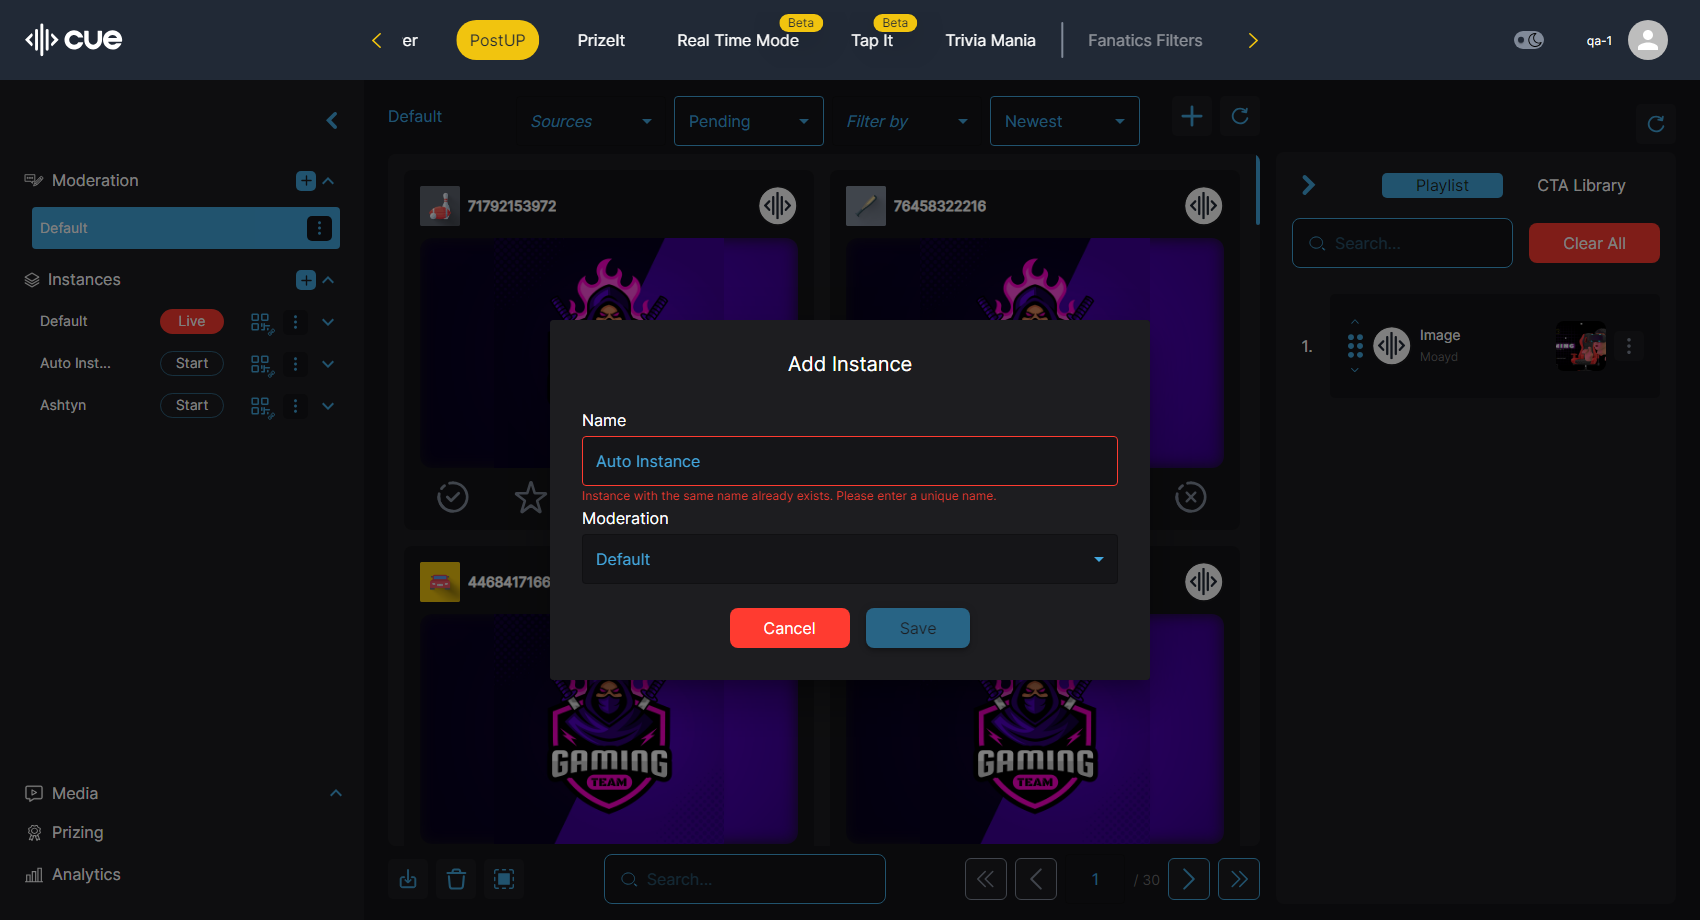 cue
er
PostUP
PrizeIt
Real Time Mode
Beta
Tap It
Beta
Trivia Mania
Fanatics Filters
qa-1
Default
Sources
Pending
Filter by
Newest
Moderation
Default
Instances
Default
Live
Auto Inst...
Start
Ashtyn
Start
Media
Prizing
Analytics
71792153972
76458322216
4468417166
GAMING
TEAM
GAMING
TEAM
Add Instance
Name
Auto Instance
Instance with the same name already exists. Please enter a unique name.
Moderation
Default
Cancel
Save
Search...
1
/ 30
Playlist
CTA Library
Search...
Clear All
1.
Image
Moayd